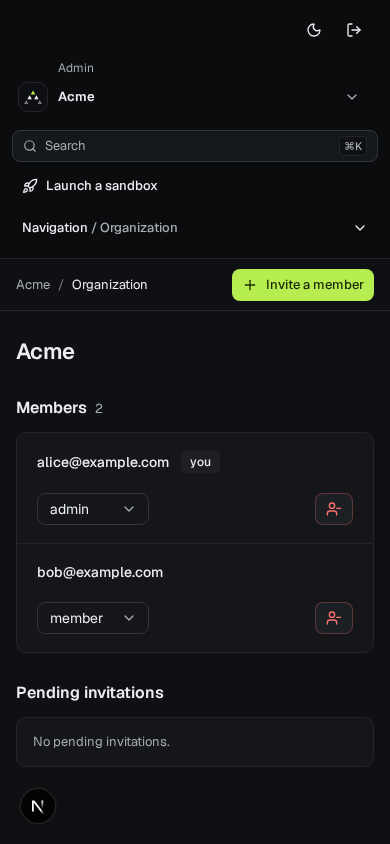 Admin
Acme
Search ⌘K
Launch a sandbox
Navigation / Organization
Acme / Organization
+ Invite a member
Acme
Members 2
alice@example.com you
admin
bob@example.com
member
Pending invitations
No pending invitations.
N